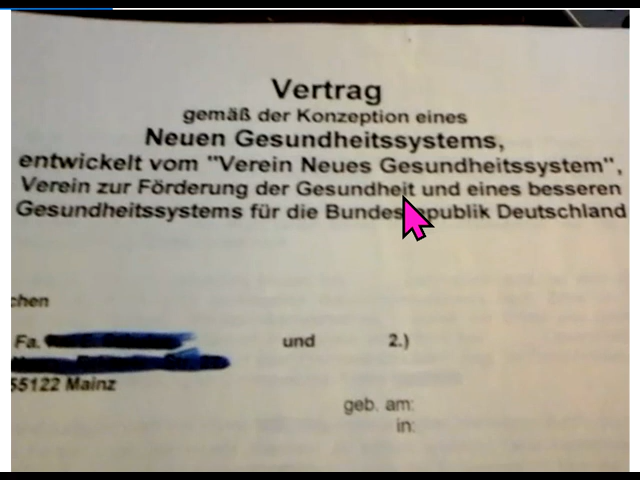 Vertrag
gemäß der Konzeption eines
Neuen Gesundheitssystems,
entwickelt vom "Verein Neues Gesundheitssystem",
Verein zur Förderung der Gesundheit und eines besseren
Gesundheitssystems für die Bundesrepublik Deutschland
chen
Fa. und 2.)
55122 Mainz
geb. am:
in: